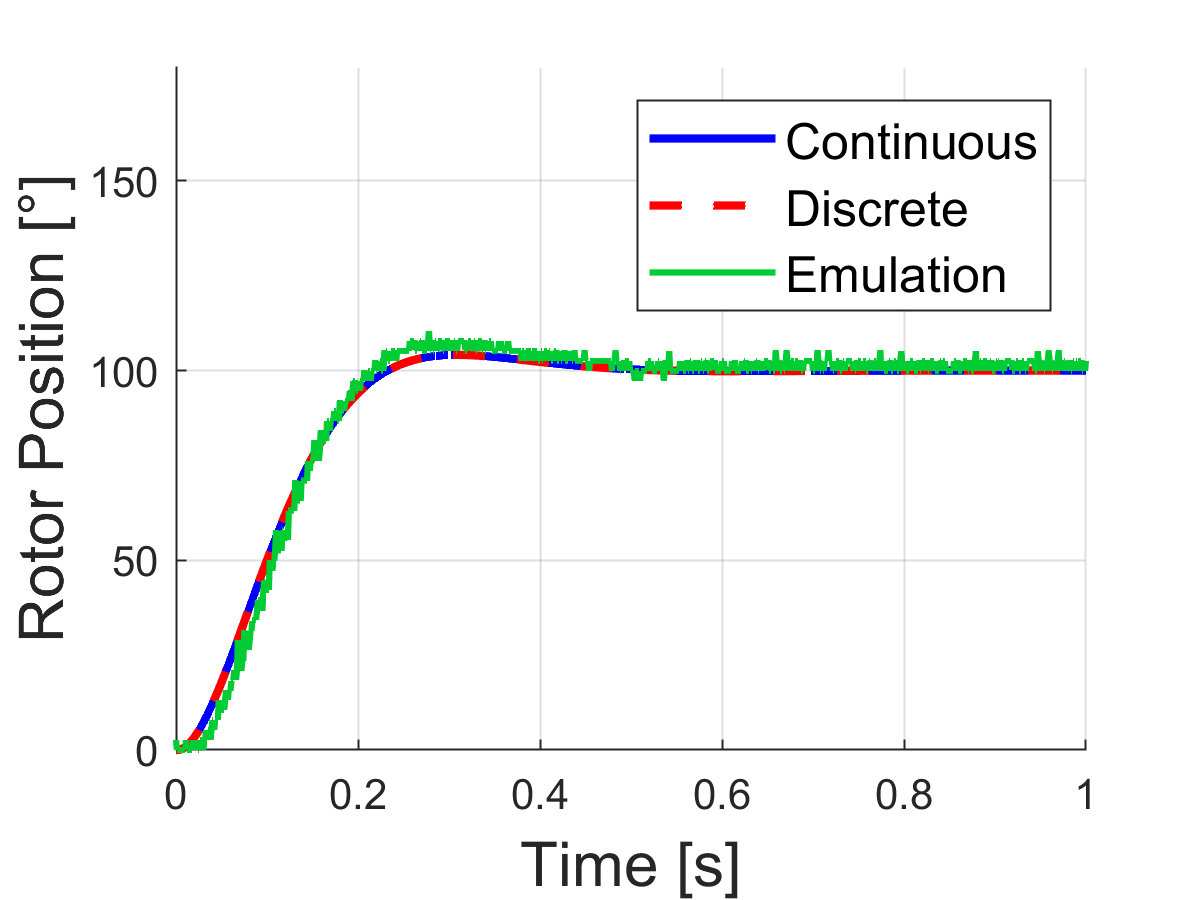 Continuous
Discrete
Emulation
Rotor Position [°]
150
100
50
0
0 0.2 0.4 0.6 0.8 1
Time [s]